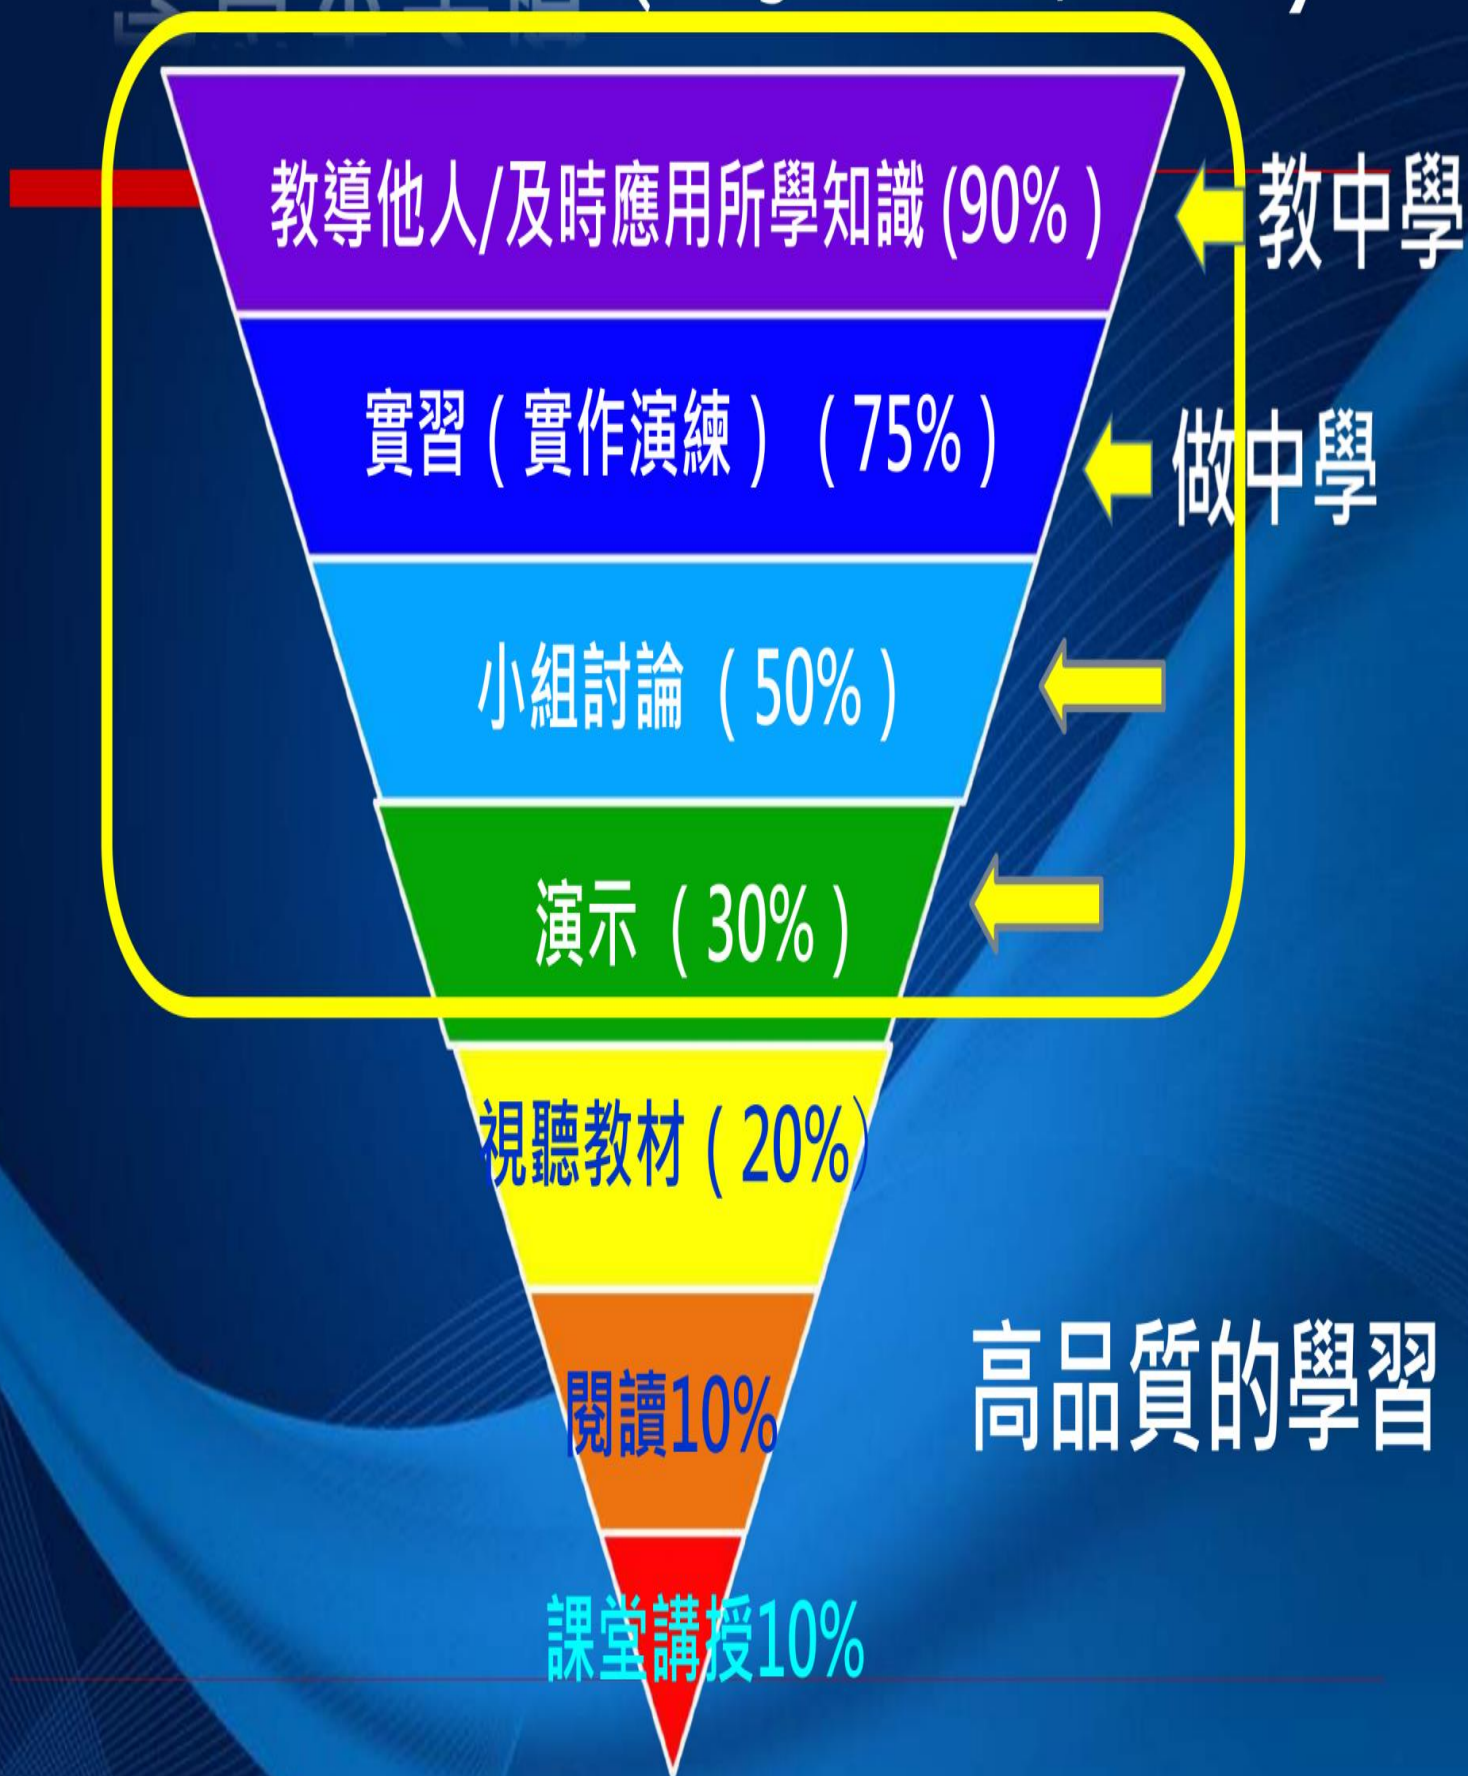 教導他人/及時應用所學知識 (90% )
教中學
實習 ( 實作演練 ) ( 75% )
做中學
小組討論 ( 50% )
演示 ( 30% )
視聽教材 ( 20%)
閱讀10%
高品質的學習
課堂講授10%